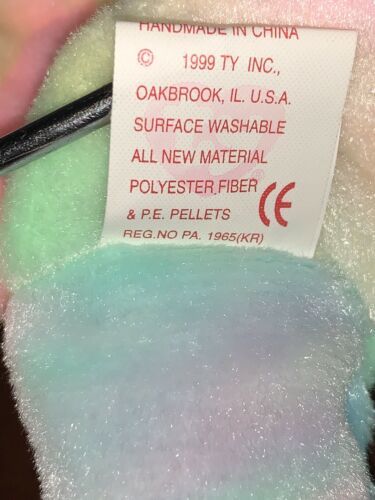 HANDMADE IN CHINA
© 1999 TY INC.,
OAKBROOK, IL. U.S.A.
SURFACE WASHABLE
ALL NEW MATERIAL
POLYESTER FIBER
& P.E. PELLETS CE
REG.NO PA. 1965(KR)